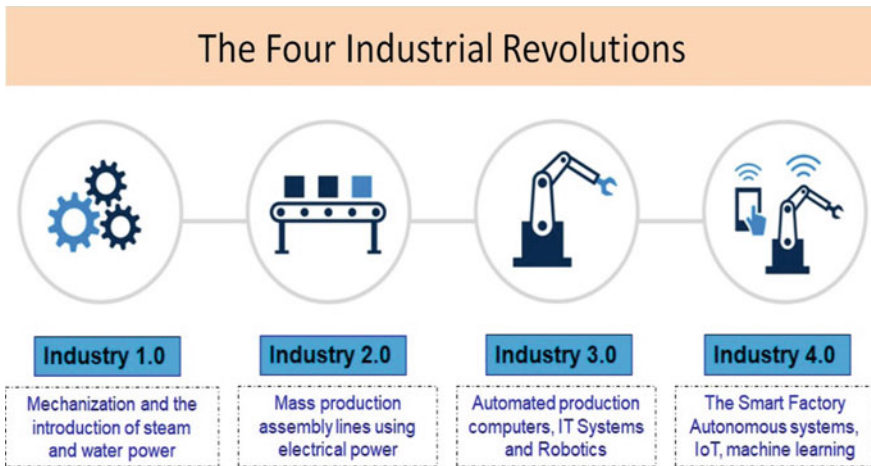 The Four Industrial Revolutions
Industry 1.0
Mechanization and the
introduction of steam
and water power
Industry 2.0
Mass production
assembly lines using
electrical power
Industry 3.0
Automated production
computers, IT Systems
and Robotics
Industry 4.0
The Smart Factory
Autonomous systems,
IoT, machine learning